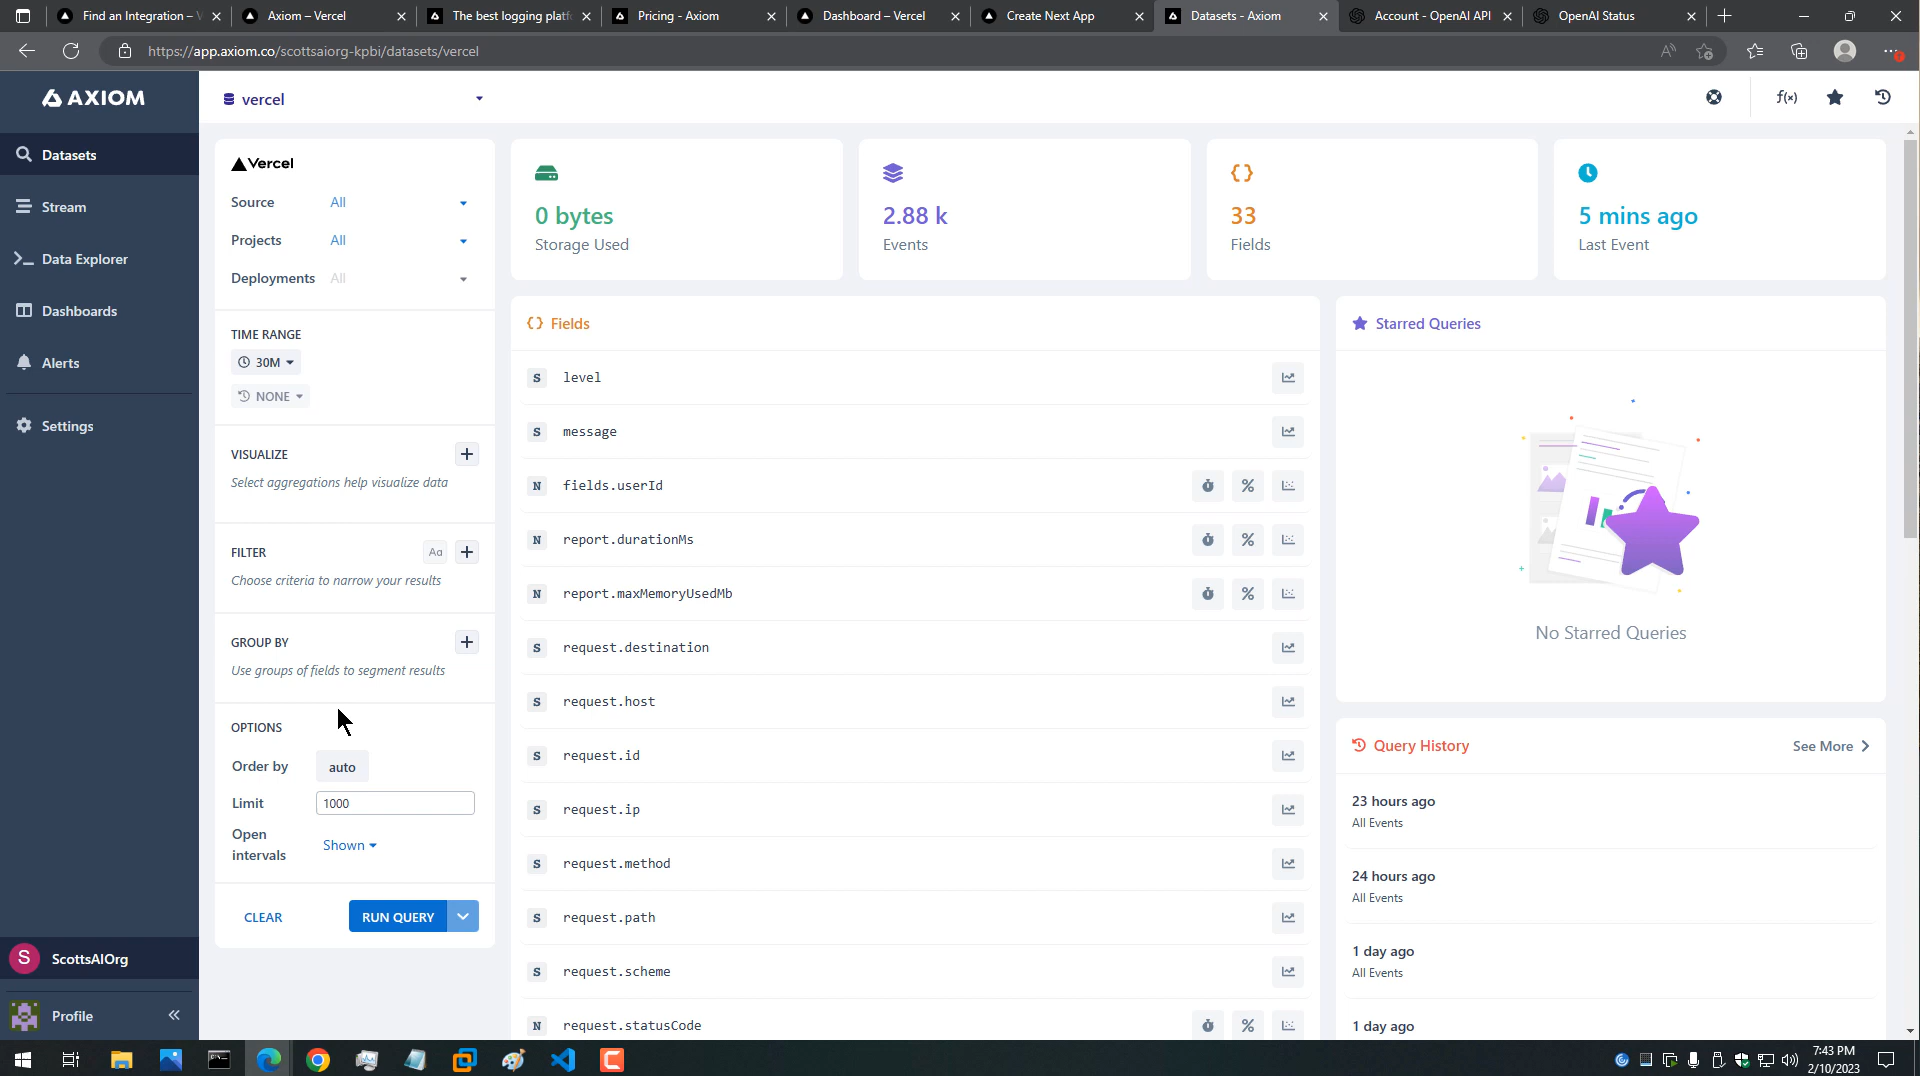 Find an Integration –
Axiom – Vercel
The best logging platf
Pricing - Axiom
Dashboard – Vercel
Create Next App
Datasets - Axiom
Account - OpenAI API
OpenAI Status
https://app.axiom.co/scottsaiorg-kpbi/datasets/vercel
AXIOM
Datasets
Stream
Data Explorer
Dashboards
Alerts
Settings
ScottsAIOrg
Profile
vercel
f(x)
Vercel
Source All
Projects All
Deployments All
TIME RANGE
30M
NONE
VISUALIZE
Select aggregations help visualize data
FILTER Aa
Choose criteria to narrow your results
GROUP BY
Use groups of fields to segment results
OPTIONS
Order by auto
Limit 1000
Open
intervals
Shown
CLEAR RUN QUERY
0 bytes
Storage Used
2.88 k
Events
33
Fields
5 mins ago
Last Event
{} Fields
S level
S message
N fields.userId %
N report.durationMs %
N report.maxMemoryUsedMb %
S request.destination
S request.host
S request.id
S request.ip
S request.method
S request.path
S request.scheme
N request.statusCode %
Starred Queries
No Starred Queries
Query History See More
23 hours ago
All Events
24 hours ago
All Events
1 day ago
All Events
1 day ago
7:43 PM
2/10/2023